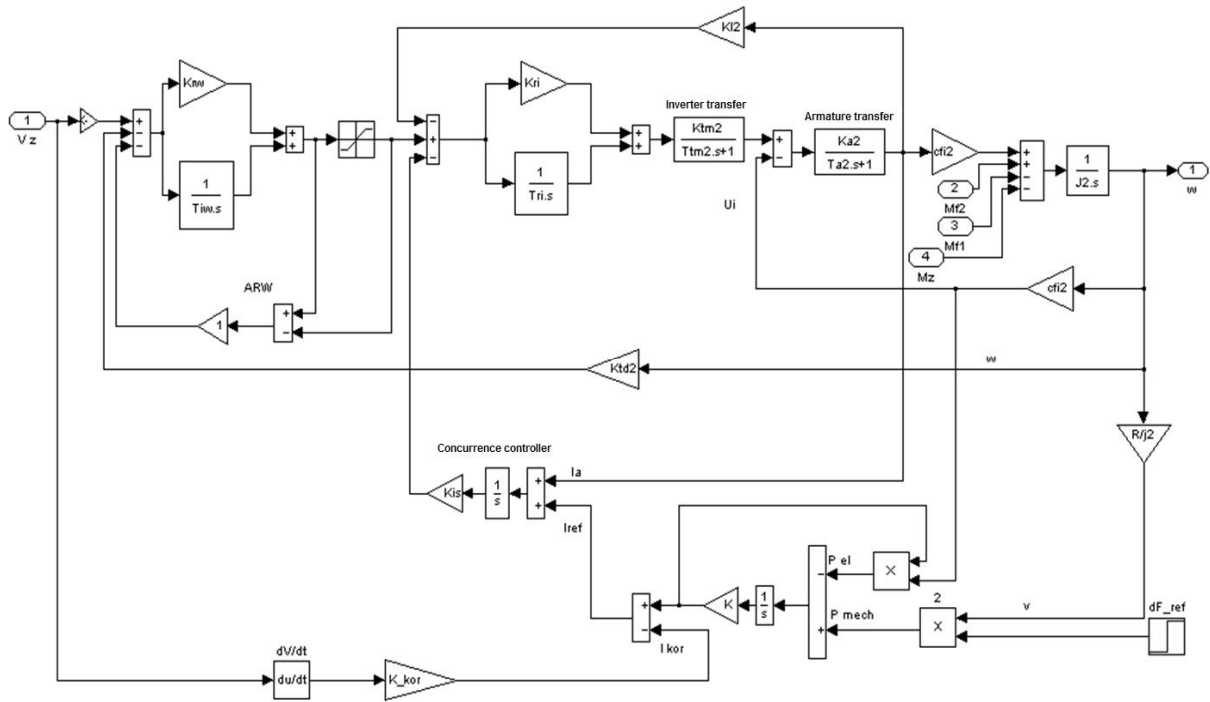 KI2
Krw
Kri
Inverter transfer
Armature transfer
1
V z
-
+
-
-
+
+
-
+
-
+
+
Ktm2
Ttm2.s+1
+
-
Ka2
Ta2.s+1
cfi2
+
+
-
-
1
J2.s
1
w
1
Tiw.s
1
Tri.s
Ui
2
Mf2
3
Mf1
4
Mz
ARW
1
+
-
cfi2
Ktd2
w
R/j2
Concurrence controller
Kis
1
s
+
+
Ia
Iref
P el
X
-
K
1
s
2
P mech
+
X
v
dF_ref
+
-
I kor
dV/dt
du/dt
K_kor